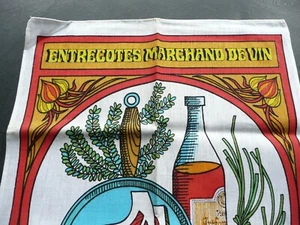 ENTRECOTES MARCHAND DE VIN